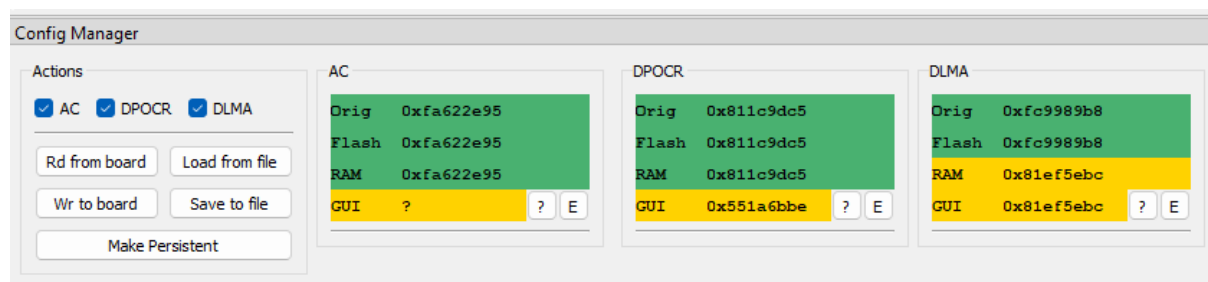 Config Manager
Actions
AC DPOCR DLMA
Rd from board Load from file
Wr to board Save to file
Make Persistent
AC
Orig 0xfa622e95
Flash 0xfa622e95
RAM 0xfa622e95
GUI ? ? E
DPOCR
Orig 0x811c9dc5
Flash 0x811c9dc5
RAM 0x811c9dc5
GUI 0x551a6bbe ? E
DLMA
Orig 0xfc9989b8
Flash 0xfc9989b8
RAM 0x81ef5ebc
GUI 0x81ef5ebc ? E